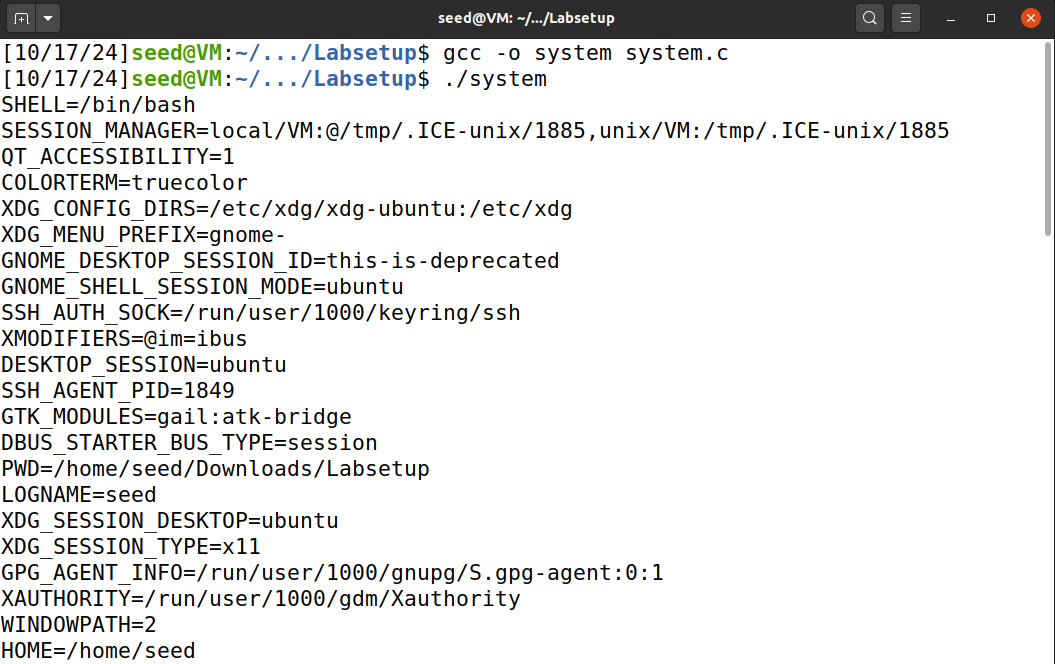 seed@VM: ~/.../Labsetup
[10/17/24]seed@VM:~/.../Labsetup$ gcc -o system system.c
[10/17/24]seed@VM:~/.../Labsetup$ ./system
SHELL=/bin/bash
SESSION_MANAGER=local/VM:@/tmp/.ICE-unix/1885,unix/VM:/tmp/.ICE-unix/1885
QT_ACCESSIBILITY=1
COLORTERM=truecolor
XDG_CONFIG_DIRS=/etc/xdg/xdg-ubuntu:/etc/xdg
XDG_MENU_PREFIX=gnome-
GNOME_DESKTOP_SESSION_ID=this-is-deprecated
GNOME_SHELL_SESSION_MODE=ubuntu
SSH_AUTH_SOCK=/run/user/1000/keyring/ssh
XMODIFIERS=@im=ibus
DESKTOP_SESSION=ubuntu
SSH_AGENT_PID=1849
GTK_MODULES=gail:atk-bridge
DBUS_STARTER_BUS_TYPE=session
PWD=/home/seed/Downloads/Labsetup
LOGNAME=seed
XDG_SESSION_DESKTOP=ubuntu
XDG_SESSION_TYPE=x11
GPG_AGENT_INFO=/run/user/1000/gnupg/S.gpg-agent:0:1
XAUTHORITY=/run/user/1000/gdm/Xauthority
WINDOWPATH=2
HOME=/home/seed